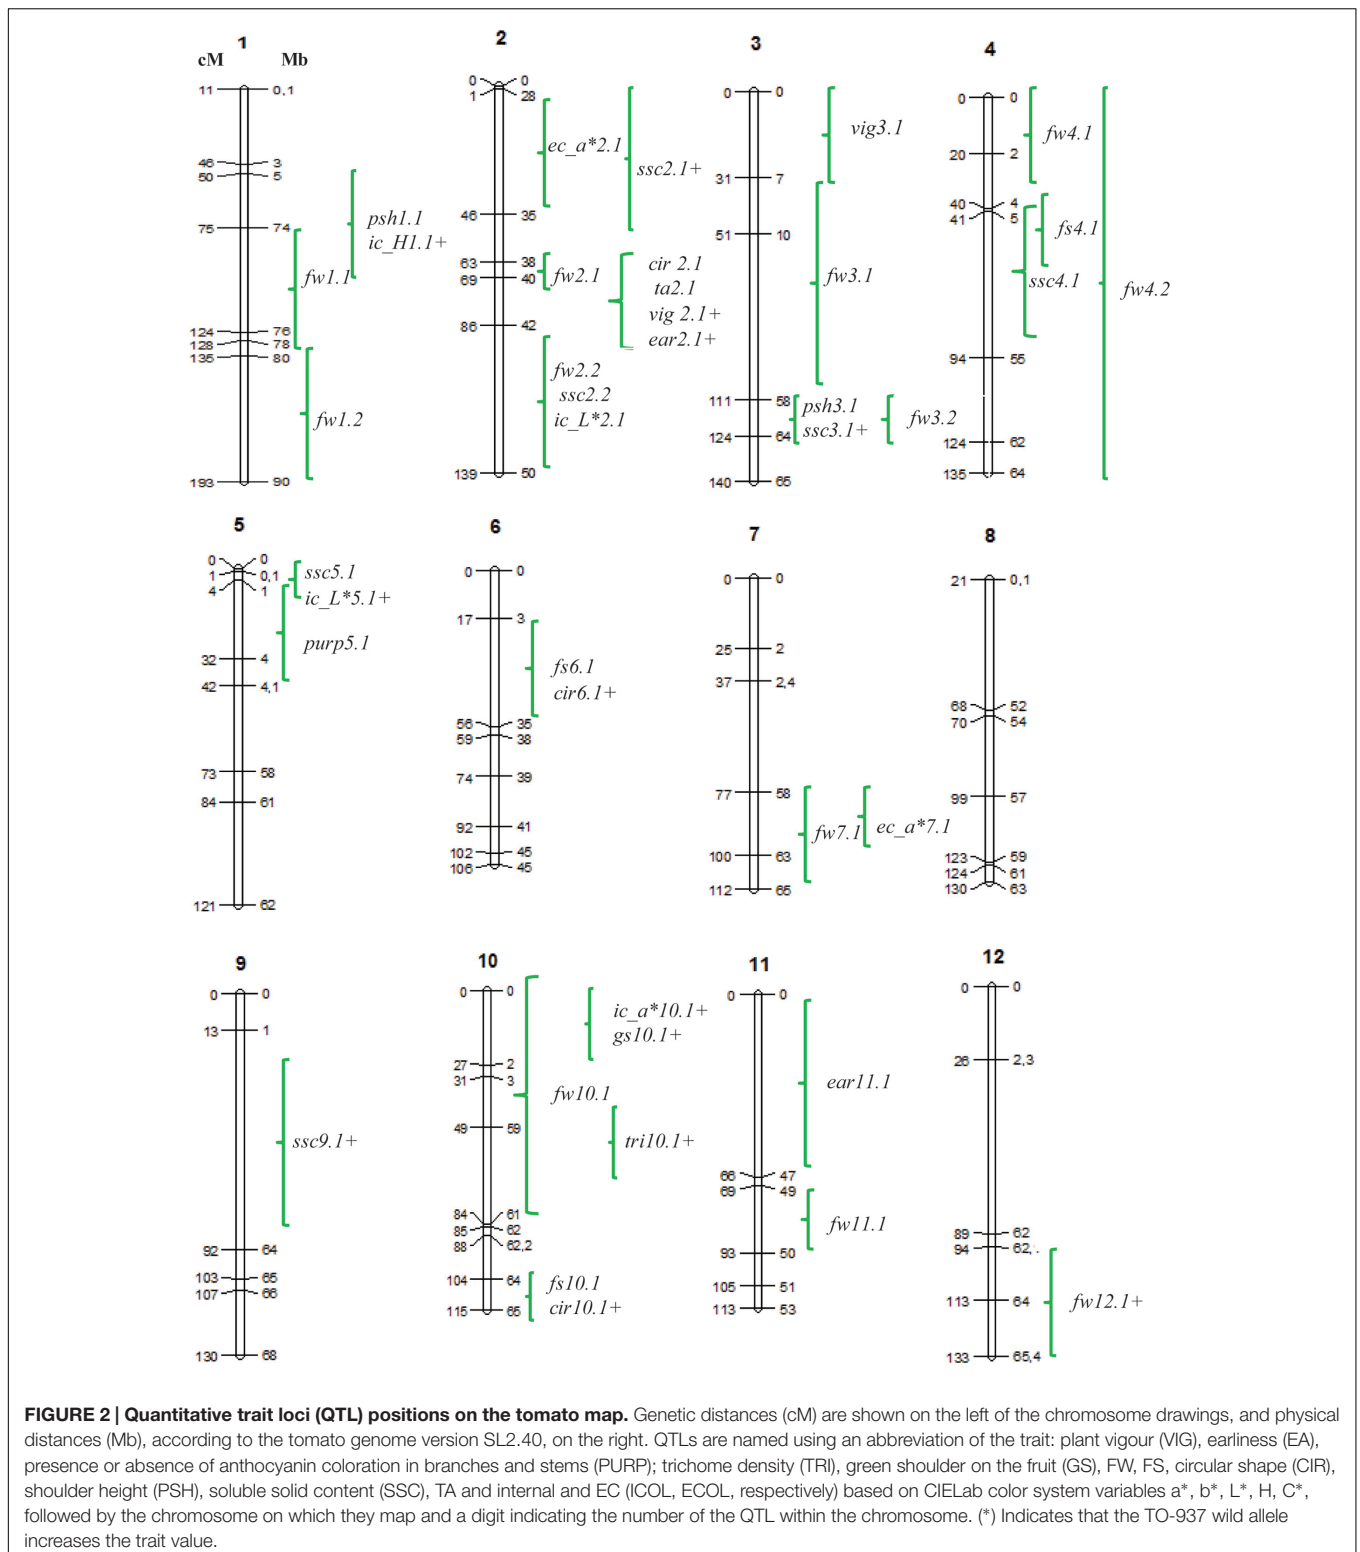 1
cM Mb
11 0,1
46 3
50 5
75 74
124 76
128 78
135 80
193 90
psh1.1
ic_H1.1+
fw1.1
fw1.2
2
0 0
1 28
46 35
63 38
69 40
86 42
139 50
ec_a*2.1
ssc2.1+
fw2.1
cir 2.1
ta2.1
vig 2.1+
ear2.1+
fw2.2
ssc2.2
ic_L*2.1
3
0 0
31 7
51 10
111 58
124 64
140 65
vig3.1
fw3.1
psh3.1
ssc3.1+
fw3.2
4
0 0
20 2
40 4
41 5
94 55
124 62
135 64
fw4.1
fs4.1
ssc4.1
fw4.2
5
0 0
1 0,1
4 1
32 4
42 4,1
73 58
84 61
121 62
ssc5.1
ic_L*5.1+
purp5.1
6
0 0
17 3
56 35
59 38
74 39
92 41
102 45
106 45
fs6.1
cir6.1+
7
0 0
25 2
37 2,4
77 58
100 63
112 65
fw7.1
ec_a*7.1
8
21 0,1
68 52
70 54
99 57
123 59
124 61
130 63
9
0 0
13 1
92 64
103 65
107 66
130 68
ssc9.1+
10
0 0
27 2
31 3
49 59
84 61
85 62
88 62,2
104 64
115 65
ic_a*10.1+
gs10.1+
fw10.1
tri10.1+
fs10.1
cir10.1+
11
0 0
66 47
69 49
93 50
105 51
113 53
ear11.1
fw11.1
12
0 0
26 2,3
89 62
94 62, .
113 64
133 65,4
fw12.1+
FIGURE 2 | Quantitative trait loci (QTL) positions on the tomato map. Genetic distances (cM) are shown on the left of the chromosome drawings, and physical
distances (Mb), according to the tomato genome version SL2.40, on the right. QTLs are named using an abbreviation of the trait: plant vigour (VIG), earliness (EA),
presence or absence of anthocyanin coloration in branches and stems (PURP); trichome density (TRI), green shoulder on the fruit (GS), FW, FS, circular shape (CIR),
shoulder height (PSH), soluble solid content (SSC), TA and internal and EC (ICOL, ECOL, respectively) based on CIELab color system variables a*, b*, L*, H, C*,
followed by the chromosome on which they map and a digit indicating the number of the QTL within the chromosome. (*) Indicates that the TO-937 wild allele
increases the trait value.